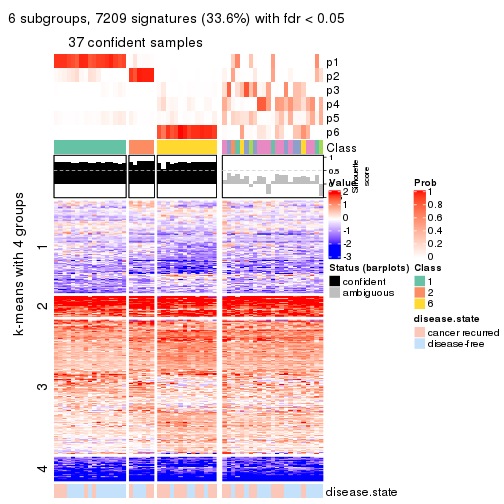 6 subgroups, 7209 signatures (33.6%) with fdr < 0.05
37 confident samples
p1
p2
p3
p4
p5
p6
Class
1
0.5
0
Silhouette
score
k-means with 4 groups
1
2
3
4
disease.state
Value
2
1
0
-1
-2
-3
Status (barplots)
confident
ambiguous
Prob
1
0.8
0.6
0.4
0.2
0
Class
1
2
6
disease.state
cancer recurred
disease-free